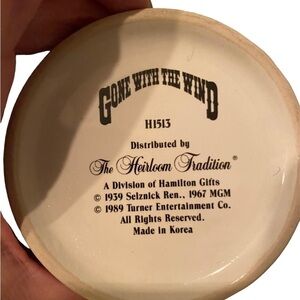 GONE WITH THE WIND
H1513
Distributed by
The Heirloom Tradition®
A Division of Hamilton Gifts
© 1939 Selznick Ren., 1967 MGM
© 1989 Turner Entertainment Co.
All Rights Reserved.
Made in Korea